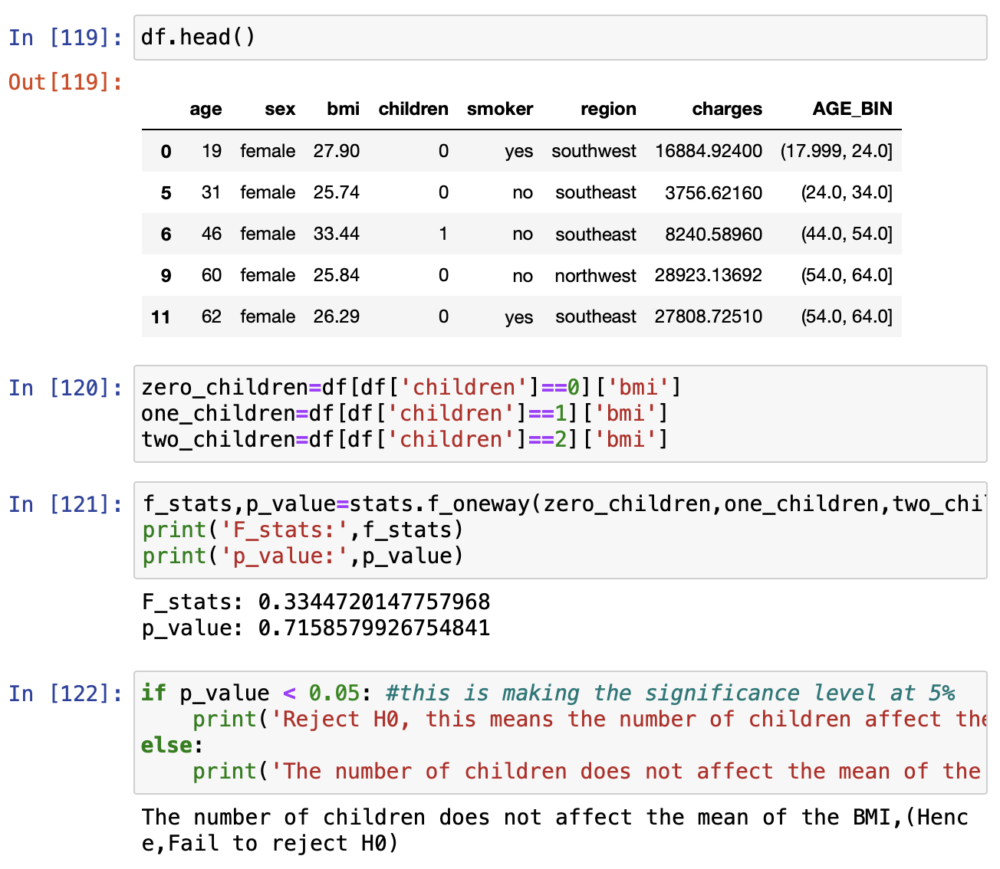 In [119]: df.head()
Out[119]:
age sex bmi children smoker region charges AGE_BIN
0 19 female 27.90 0 yes southwest 16884.92400 (17.999, 24.0]
5 31 female 25.74 0 no southeast 3756.62160 (24.0, 34.0]
6 46 female 33.44 1 no southeast 8240.58960 (44.0, 54.0]
9 60 female 25.84 0 no northwest 28923.13692 (54.0, 64.0]
11 62 female 26.29 0 yes southeast 27808.72510 (54.0, 64.0]
In [120]: zero_children=df[df['children']==0]['bmi']
one_children=df[df['children']==1]['bmi']
two_children=df[df['children']==2]['bmi']
In [121]: f_stats,p_value=stats.f_oneway(zero_children,one_children,two_chi
print('F_stats:',f_stats)
print('p_value:',p_value)
F_stats: 0.3344720147757968
p_value: 0.7158579926754841
In [122]: if p_value < 0.05: #this is making the significance level at 5%
    print('Reject H0, this means the number of children affect the
else:
    print('The number of children does not affect the mean of the
The number of children does not affect the mean of the BMI,(Henc
e,Fail to reject H0)